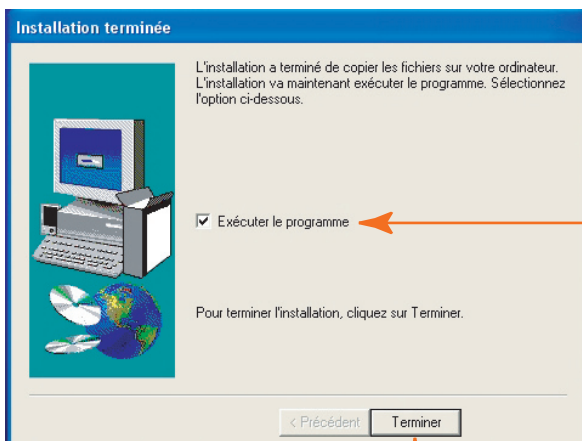 Installation terminée
L'installation a terminé de copier les fichiers sur votre ordinateur.
L'installation va maintenant exécuter le programme. Sélectionnez
l'option ci-dessous.
Exécuter le programme
Pour terminer l'installation, cliquez sur Terminer.
< Précédent
Terminer